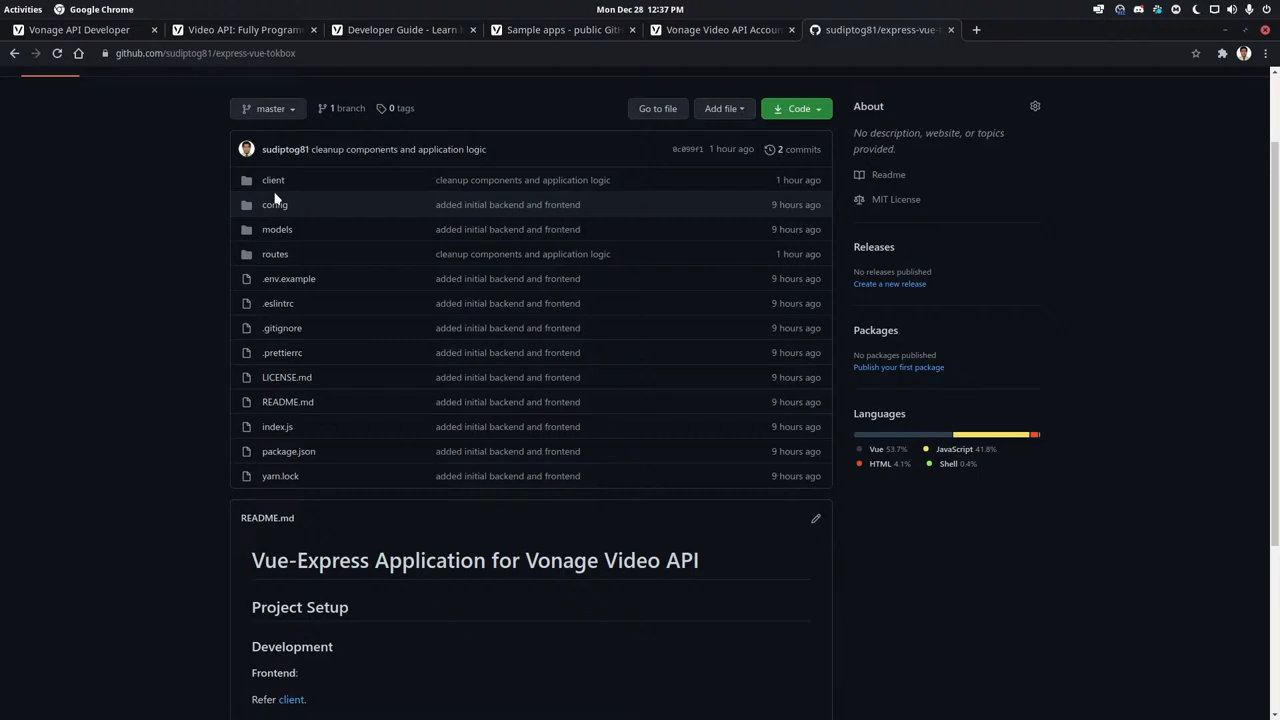 Activities
Google Chrome
Mon Dec 28 12:37 PM
Vonage API Developer
Video API: Fully Programm
Developer Guide - Learn
Sample apps - public GitH
Vonage Video API Accoun
sudiptog81/express-vue-t
github.com/sudiptog81/express-vue-tokbox
master
1 branch
0 tags
Go to file
Add file
Code
sudiptog81 cleanup components and application logic
0c099f1 1 hour ago
2 commits
client cleanup components and application logic 1 hour ago
config added initial backend and frontend 9 hours ago
models added initial backend and frontend 9 hours ago
routes cleanup components and application logic 1 hour ago
.env.example added initial backend and frontend 9 hours ago
.eslintrc added initial backend and frontend 9 hours ago
.gitignore added initial backend and frontend 9 hours ago
.prettierrc added initial backend and frontend 9 hours ago
LICENSE.md added initial backend and frontend 9 hours ago
README.md added initial backend and frontend 9 hours ago
index.js added initial backend and frontend 9 hours ago
package.json added initial backend and frontend 9 hours ago
yarn.lock added initial backend and frontend 9 hours ago
README.md
Vue-Express Application for Vonage Video API
Project Setup
Development
Frontend:
Refer client.
About
No description, website, or topics
provided.
Readme
MIT License
Releases
No releases published
Create a new release
Packages
No packages published
Publish your first package
Languages
Vue 53.7% JavaScript 41.8%
HTML 4.1% Shell 0.4%